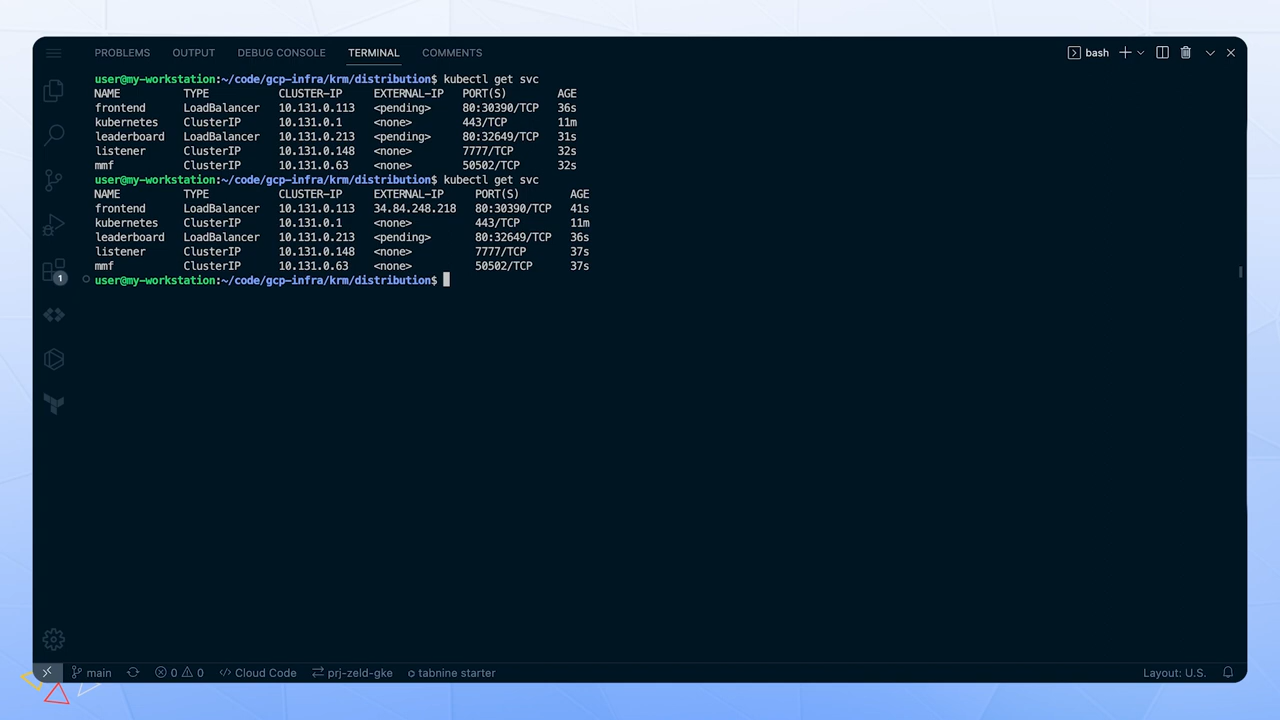 PROBLEMS OUTPUT DEBUG CONSOLE TERMINAL COMMENTS bash
user@my-workstation:~/code/gcp-infra/krm/distribution$ kubectl get svc
NAME TYPE CLUSTER-IP EXTERNAL-IP PORT(S) AGE
frontend LoadBalancer 10.131.0.113 <pending> 80:30390/TCP 36s
kubernetes ClusterIP 10.131.0.1 <none> 443/TCP 11m
leaderboard LoadBalancer 10.131.0.213 <pending> 80:32649/TCP 31s
listener ClusterIP 10.131.0.148 <none> 7777/TCP 32s
mmf ClusterIP 10.131.0.63 <none> 50502/TCP 32s
user@my-workstation:~/code/gcp-infra/krm/distribution$ kubectl get svc
NAME TYPE CLUSTER-IP EXTERNAL-IP PORT(S) AGE
frontend LoadBalancer 10.131.0.113 34.84.248.218 80:30390/TCP 41s
kubernetes ClusterIP 10.131.0.1 <none> 443/TCP 11m
leaderboard LoadBalancer 10.131.0.213 <pending> 80:32649/TCP 36s
listener ClusterIP 10.131.0.148 <none> 7777/TCP 37s
mmf ClusterIP 10.131.0.63 <none> 50502/TCP 37s
1
user@my-workstation:~/code/gcp-infra/krm/distribution$
main 0 0 Cloud Code prj-zeld-gke tabnine starter Layout: U.S.